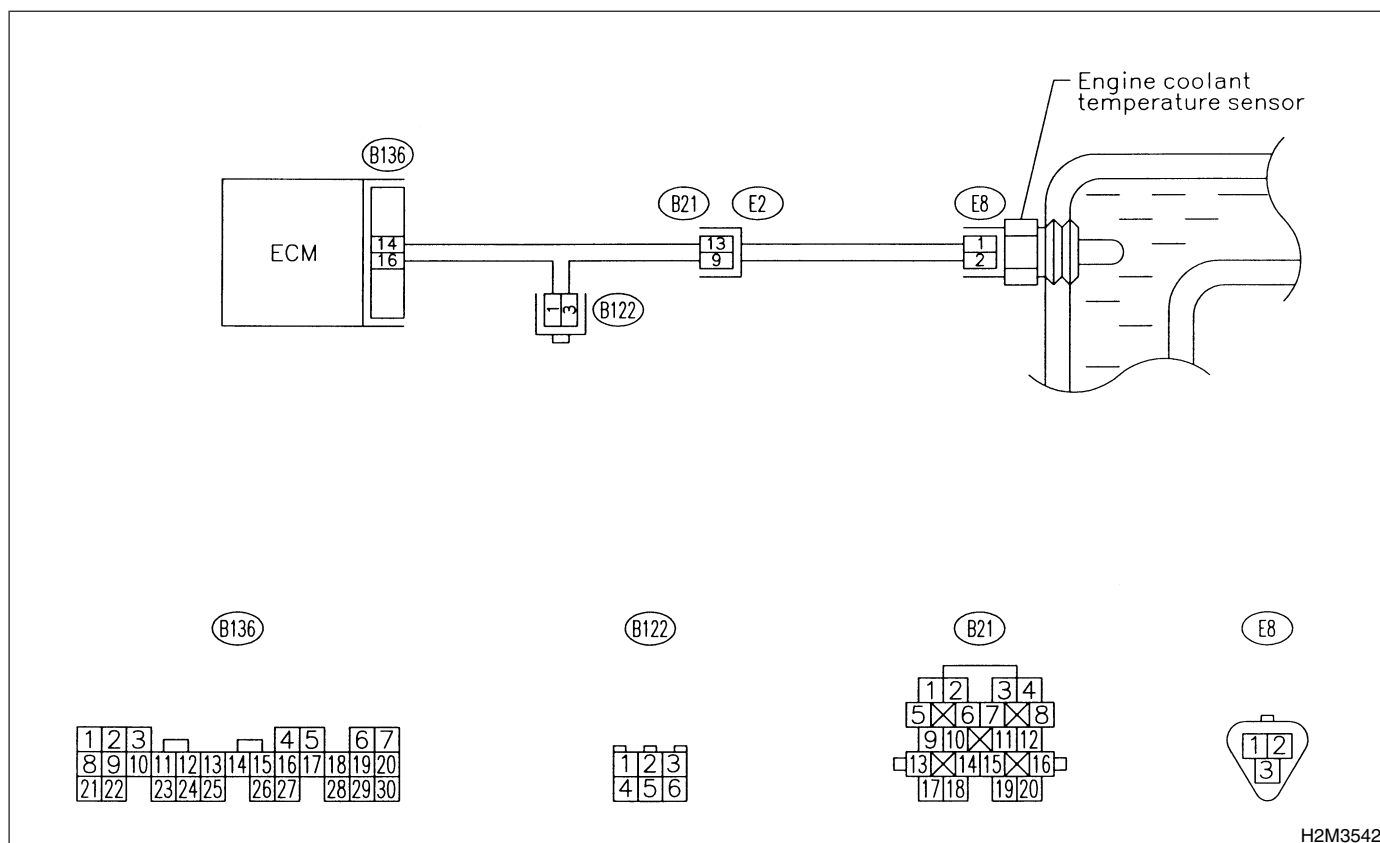 Engine coolant
temperature sensor
B136
B21 E2 E8
ECM
14
16
13
9
1
2
1 3
B122
B136 B122 B21 E8
1 2 3 4 5 6 7
8 9 10 11 12 13 14 15 16 17 18 19 20
21 22 23 24 25 26 27 28 29 30
1 2 3
4 5 6
1 2 3 4
5 6 7 8
9 10 11 12
13 14 15 16
17 18 19 20
1 2
3
H2M3542